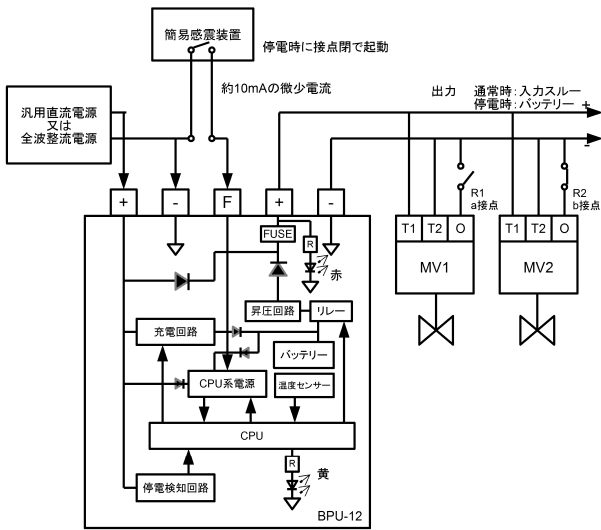 簡易感震装置
停電時に接点閉で起動
約10mAの微少電流
汎用直流電源
又は
全波整流電源
出力 通常時:入力スルー
停電時:バッテリー +
-
R1
a接点
R2
b接点
+ - F + -
T1 T2 O
MV1
T1 T2 O
MV2
FUSE
R
赤
昇圧回路
リレー
充電回路
バッテリー
CPU系電源
温度センサー
CPU
R
黄
停電検知回路
BPU-12